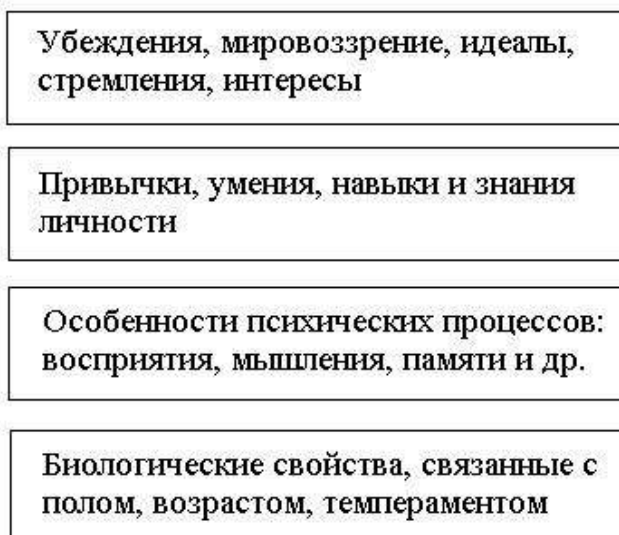 Убеждения, мировоззрение, идеалы,
стремления, интересы
Привычки, умения, навыки и знания
личности
Особенности психических процессов:
восприятия, мышления, памяти и др.
Биологические свойства, связанные с
полом, возрастом, темпераментом